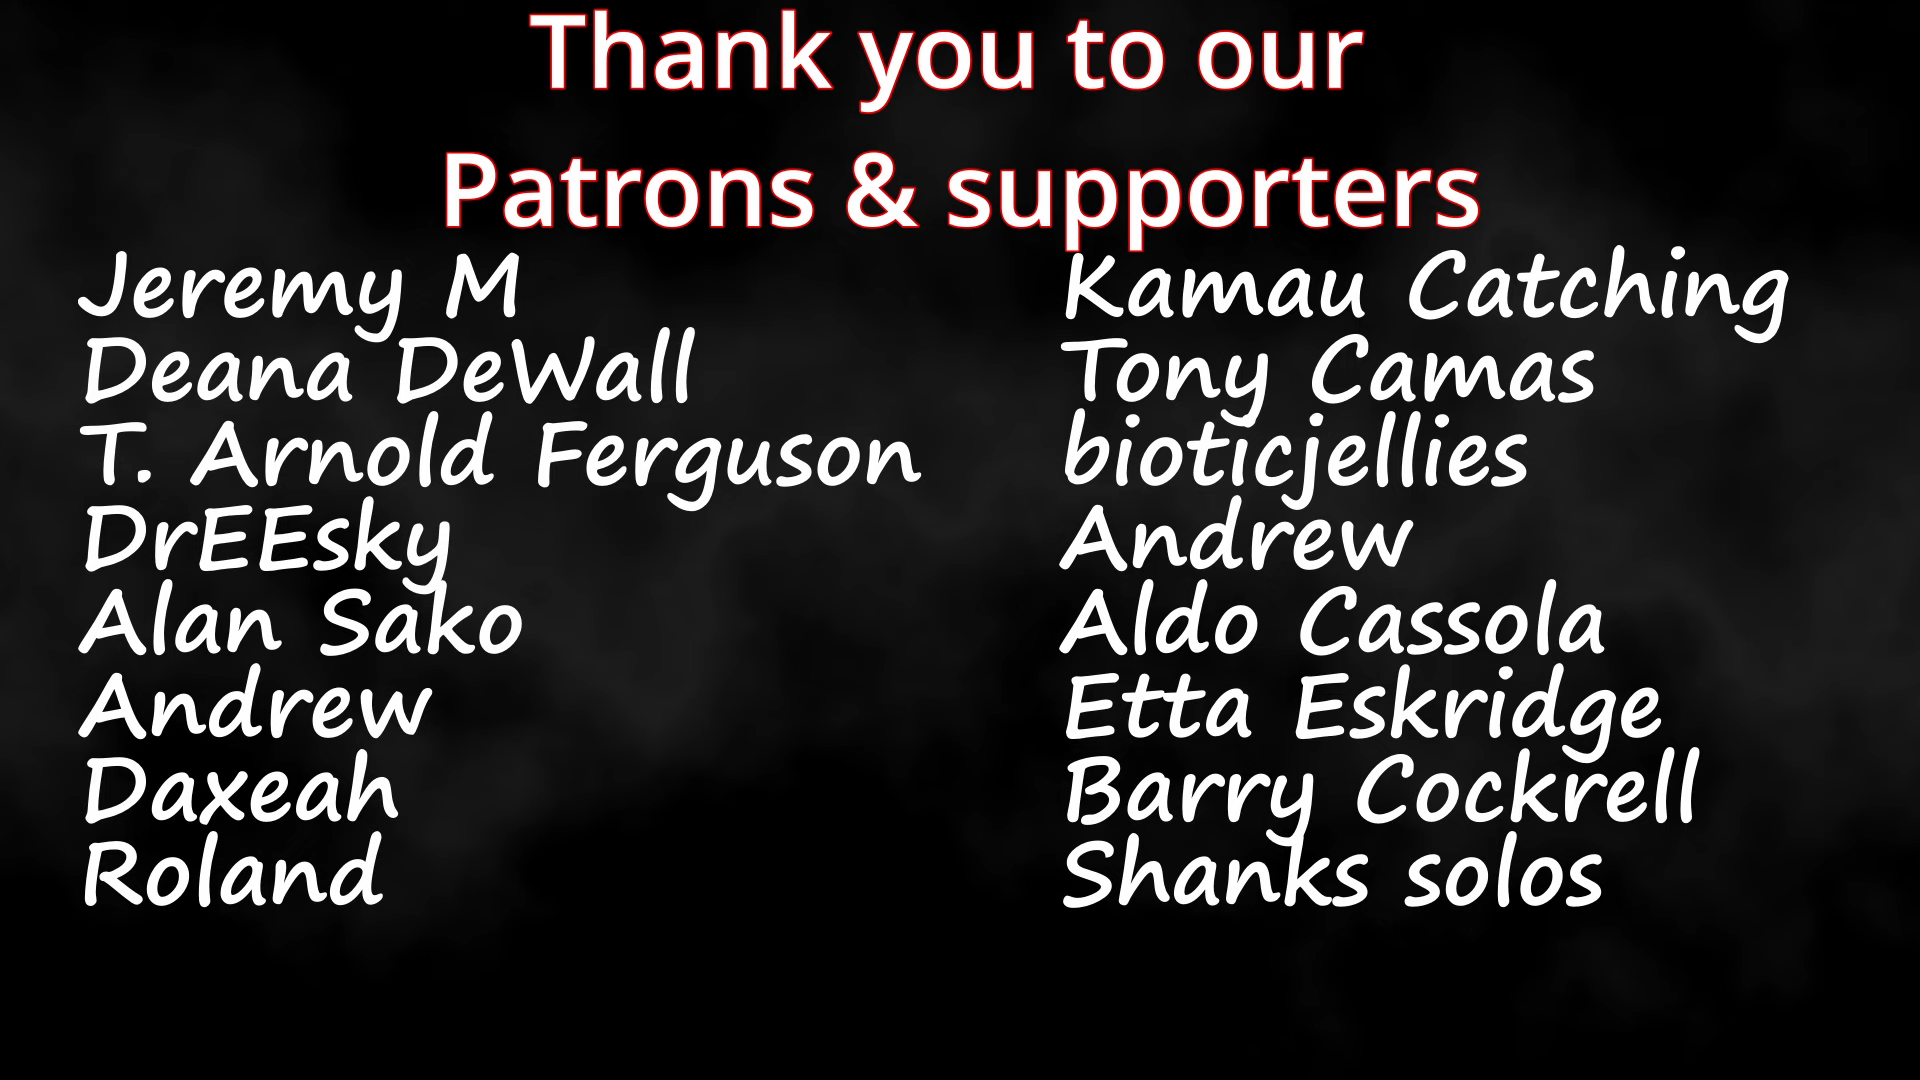 Thank you to our
Patrons & supporters
Jeremy M
Deana DeWall
T. Arnold Ferguson
DrEEsky
Alan Sako
Andrew
Daxeah
Roland
Kamau Catching
Tony Camas
bioticjellies
Andrew
Aldo Cassola
Etta Eskridge
Barry Cockrell
Shanks solos